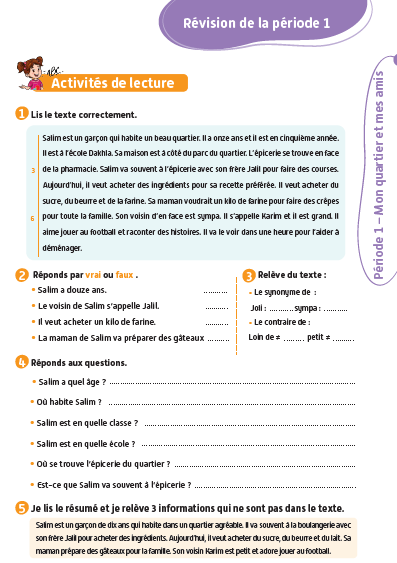 Révision de la période 1
ABC
Activités de lecture
Période 1 – Mon quartier et mes amis
1 Lis le texte correctement.
Salim est un garçon qui habite un beau quartier. Il a onze ans et il est en cinquième année.
Il est à l'école Dakhla. Sa maison est à côté du parc du quartier. L'épicerie se trouve en face
3 de la pharmacie. Salim va souvent à l'épicerie avec son frère Jalil pour faire des courses.
Aujourd'hui, il veut acheter des ingrédients pour sa recette préférée. Il veut acheter du
sucre, du beurre et de la farine. Sa maman voudrait un kilo de farine pour faire des crêpes
6 pour toute la famille. Son voisin d'en face est sympa. Il s'appelle Karim et il est grand. Il
aime jouer au football et raconter des histoires. Il va le voir dans une heure pour l'aider à
déménager.
2 Réponds par vrai ou faux .
• Salim a douze ans. ...........
• Le voisin de Salim s'appelle Jalil. ..........
• Il veut acheter un kilo de farine. ..........
• La maman de Salim va préparer des gâteaux .........
3 Relève du texte :
• Le synonyme de :
Joli : .......... sympa : ..........
• Le contraire de :
Loin de ≠ ........ petit ≠ .........
4 Réponds aux questions.
• Salim a quel âge ? ..........................................................................
• Où habite Salim ? ..........................................................................
• Salim est en quelle classe ? ................................................................
• Salim est en quelle école ? .................................................................
• Où se trouve l'épicerie du quartier ? .......................................................
• Est-ce que Salim va souvent à l'épicerie ? .................................................
5 Je lis le résumé et je relève 3 informations qui ne sont pas dans le texte.
Salim est un garçon de dix ans qui habite dans un quartier agréable. Il va souvent à la boulangerie avec
son frère Jalil pour acheter des ingrédients. Aujourd'hui, il veut acheter du sucre, du beurre et du lait. Sa
maman prépare des gâteaux pour la famille. Son voisin Karim est petit et adore jouer au football.